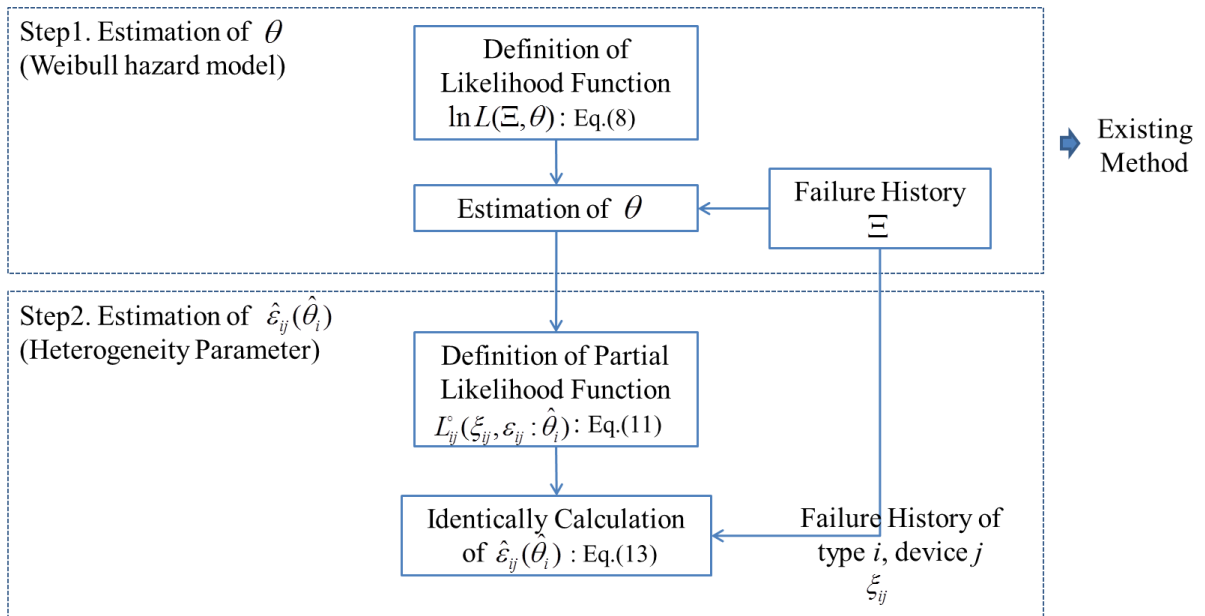 Step1. Estimation of θ
(Weibull hazard model)
Definition of
Likelihood Function
ln L(Ξ, θ) : Eq.(8)
Estimation of θ
Failure History
Ξ
Existing
Method
Step2. Estimation of ε̂ij(θ̂i)
(Heterogeneity Parameter)
Definition of Partial
Likelihood Function
L°ij(ξij, εij : θ̂i) : Eq.(11)
Identically Calculation
of ε̂ij(θ̂i) : Eq.(13)
Failure History of
type i, device j
ξij